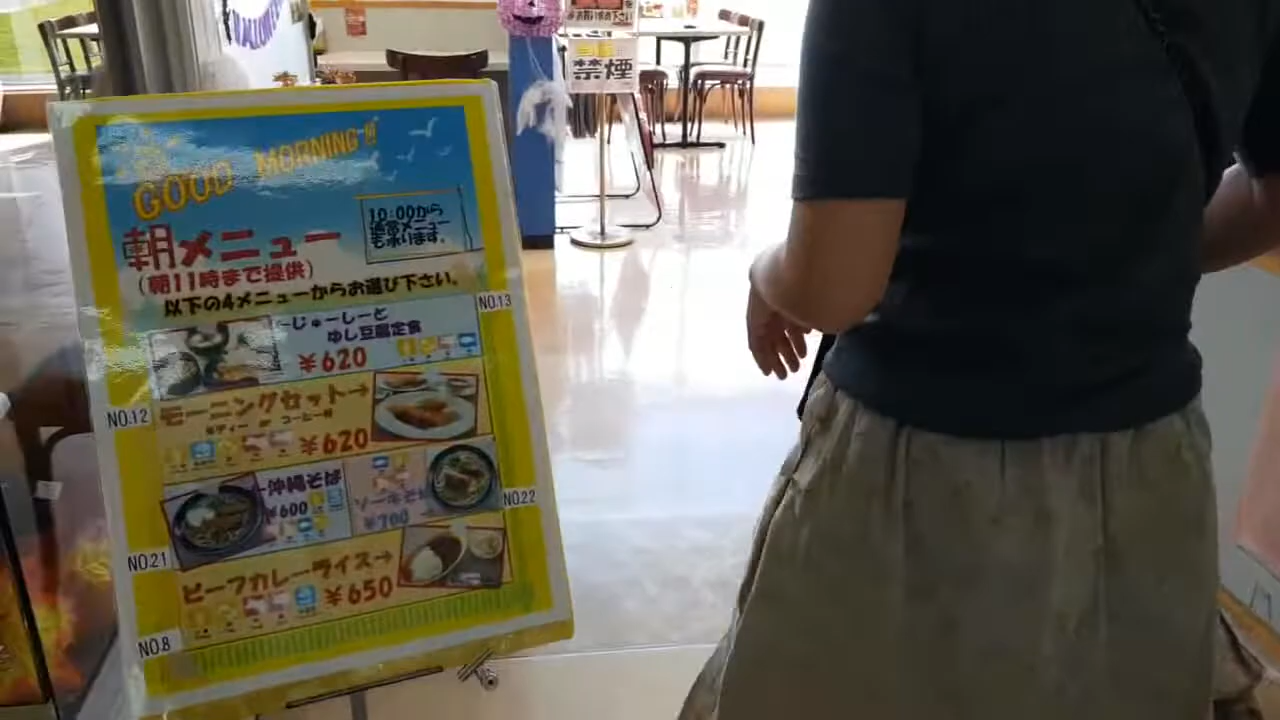 禁煙
GOOD MORNING
10:00から
通常メニュー
も承ります。
朝メニュー
(朝11時まで提供)
以下の4メニューからお選び下さい。
NO.13
じゅーしーと
ゆし豆腐定食
¥620
NO.12
モーニングセット→
¥620
沖縄そば
¥600
ソーキそば
¥700
NO.22
NO.21
ビーフカレーライス→
¥650
NO.8